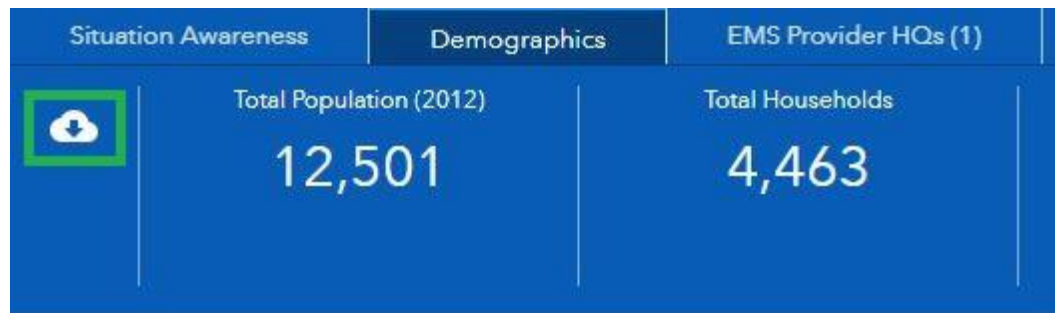 Situation Awareness
Demographics
EMS Provider HQs (1)
Total Population (2012)
12,501
Total Households
4,463